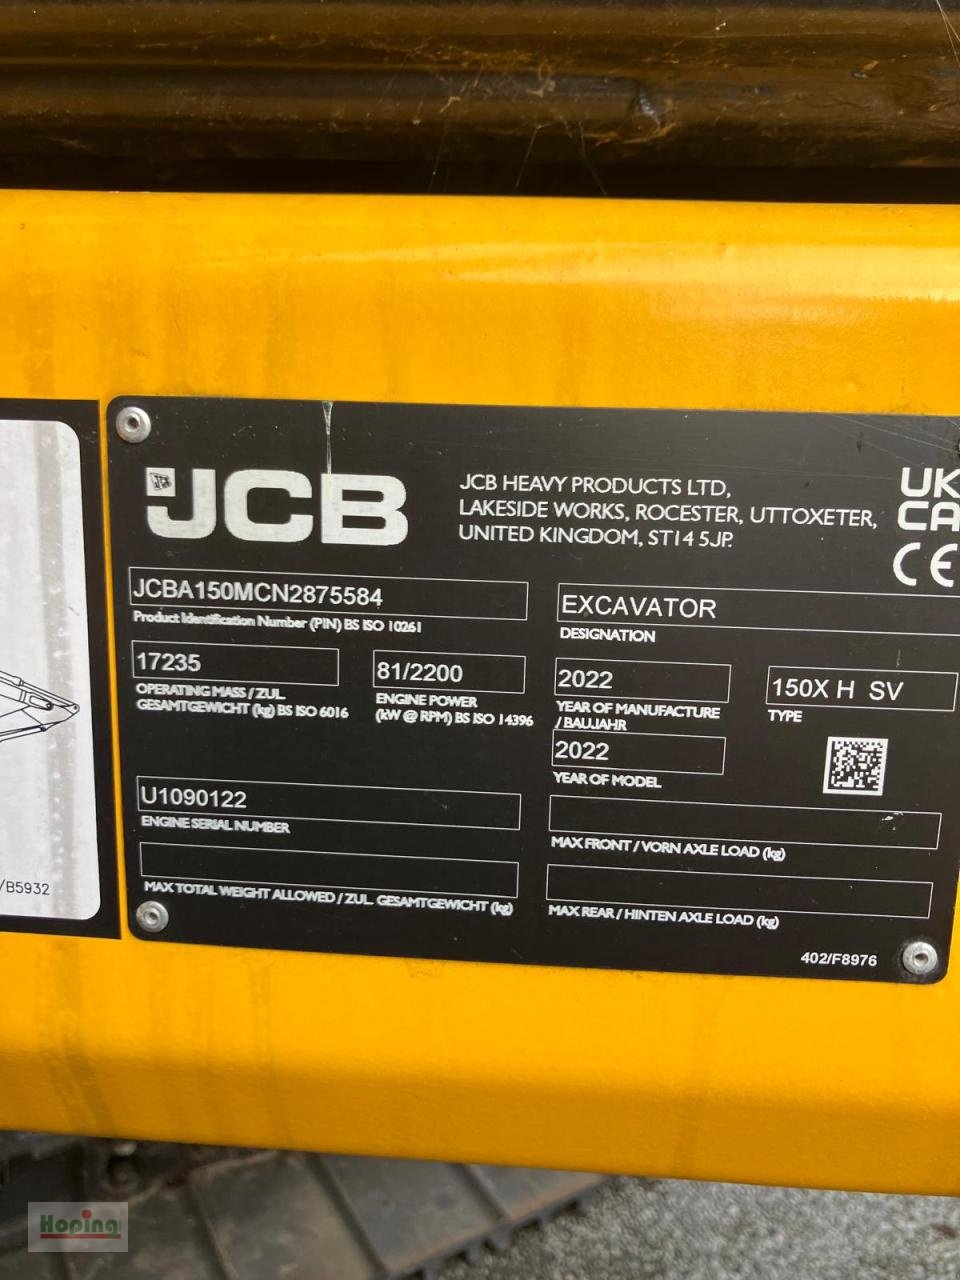 JCB
JCB HEAVY PRODUCTS LTD,
LAKESIDE WORKS, ROCESTER, UTTOXETER,
UNITED KINGDOM, ST14 5JP.
UK
CA
CE
JCBA150MCN2875584
Product Identification Number (PIN) BS ISO 10261
EXCAVATOR
DESIGNATION
17235
OPERATING MASS / ZUL.
GESAMTGEWICHT (kg) BS ISO 6016
81/2200
ENGINE POWER
(kW @ RPM) BS ISO 14396
2022
YEAR OF MANUFACTURE
/ BAUJAHR
150X H SV
TYPE
2022
YEAR OF MODEL
U1090122
ENGINE SERIAL NUMBER
MAX FRONT / VORN AXLE LOAD (kg)
MAX TOTAL WEIGHT ALLOWED / ZUL. GESAMTGEWICHT (kg)
MAX REAR / HINTEN AXLE LOAD (kg)
402/F8976
/B5932
Hoping